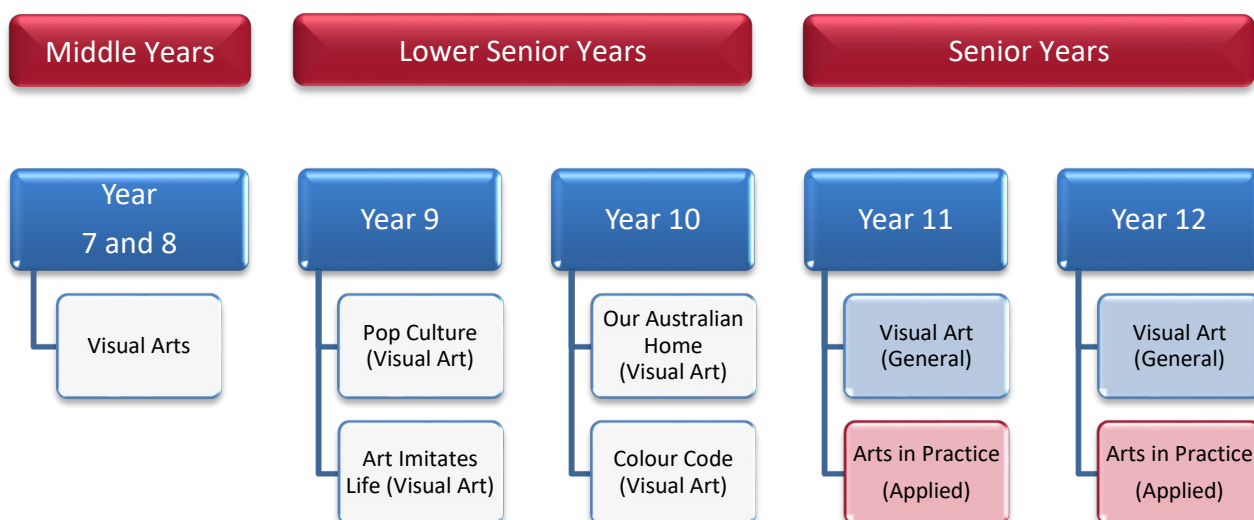 Middle Years
Lower Senior Years
Senior Years
Year
7 and 8
Year 9
Year 10
Year 11
Year 12
Visual Arts
Pop Culture
(Visual Art)
Our Australian
Home
(Visual Art)
Visual Art
(General)
Visual Art
(General)
Art Imitates
Life (Visual Art)
Colour Code
(Visual Art)
Arts in Practice
(Applied)
Arts in Practice
(Applied)